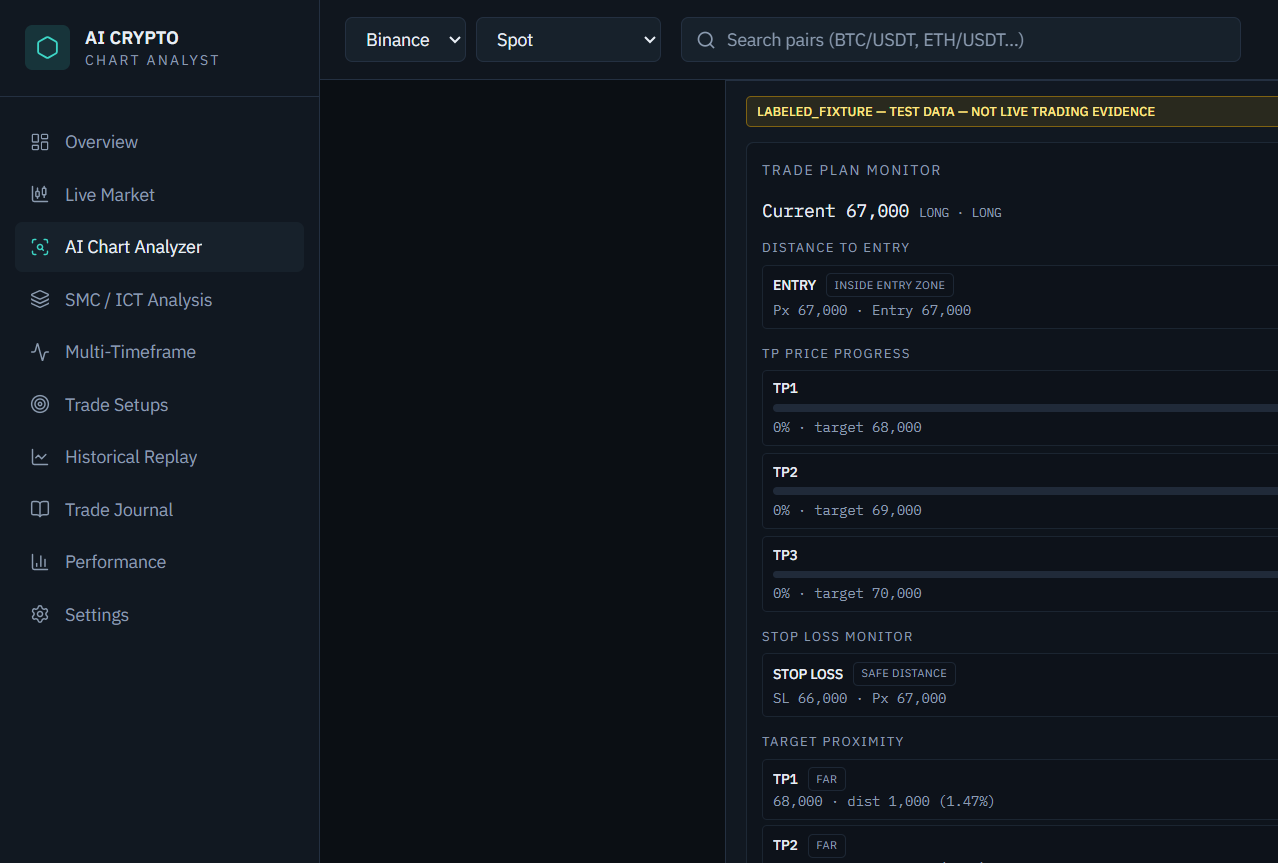 AI CRYPTO
CHART ANALYST
Binance
Spot
Search pairs (BTC/USDT, ETH/USDT...)
Overview
Live Market
AI Chart Analyzer
SMC / ICT Analysis
Multi-Timeframe
Trade Setups
Historical Replay
Trade Journal
Performance
Settings
LABELED_FIXTURE — TEST DATA — NOT LIVE TRADING EVIDENCE
TRADE PLAN MONITOR
Current 67,000 LONG · LONG
DISTANCE TO ENTRY
ENTRY INSIDE ENTRY ZONE
Px 67,000 · Entry 67,000
TP PRICE PROGRESS
TP1
0% · target 68,000
TP2
0% · target 69,000
TP3
0% · target 70,000
STOP LOSS MONITOR
STOP LOSS SAFE DISTANCE
SL 66,000 · Px 67,000
TARGET PROXIMITY
TP1 FAR
68,000 · dist 1,000 (1.47%)
TP2 FAR